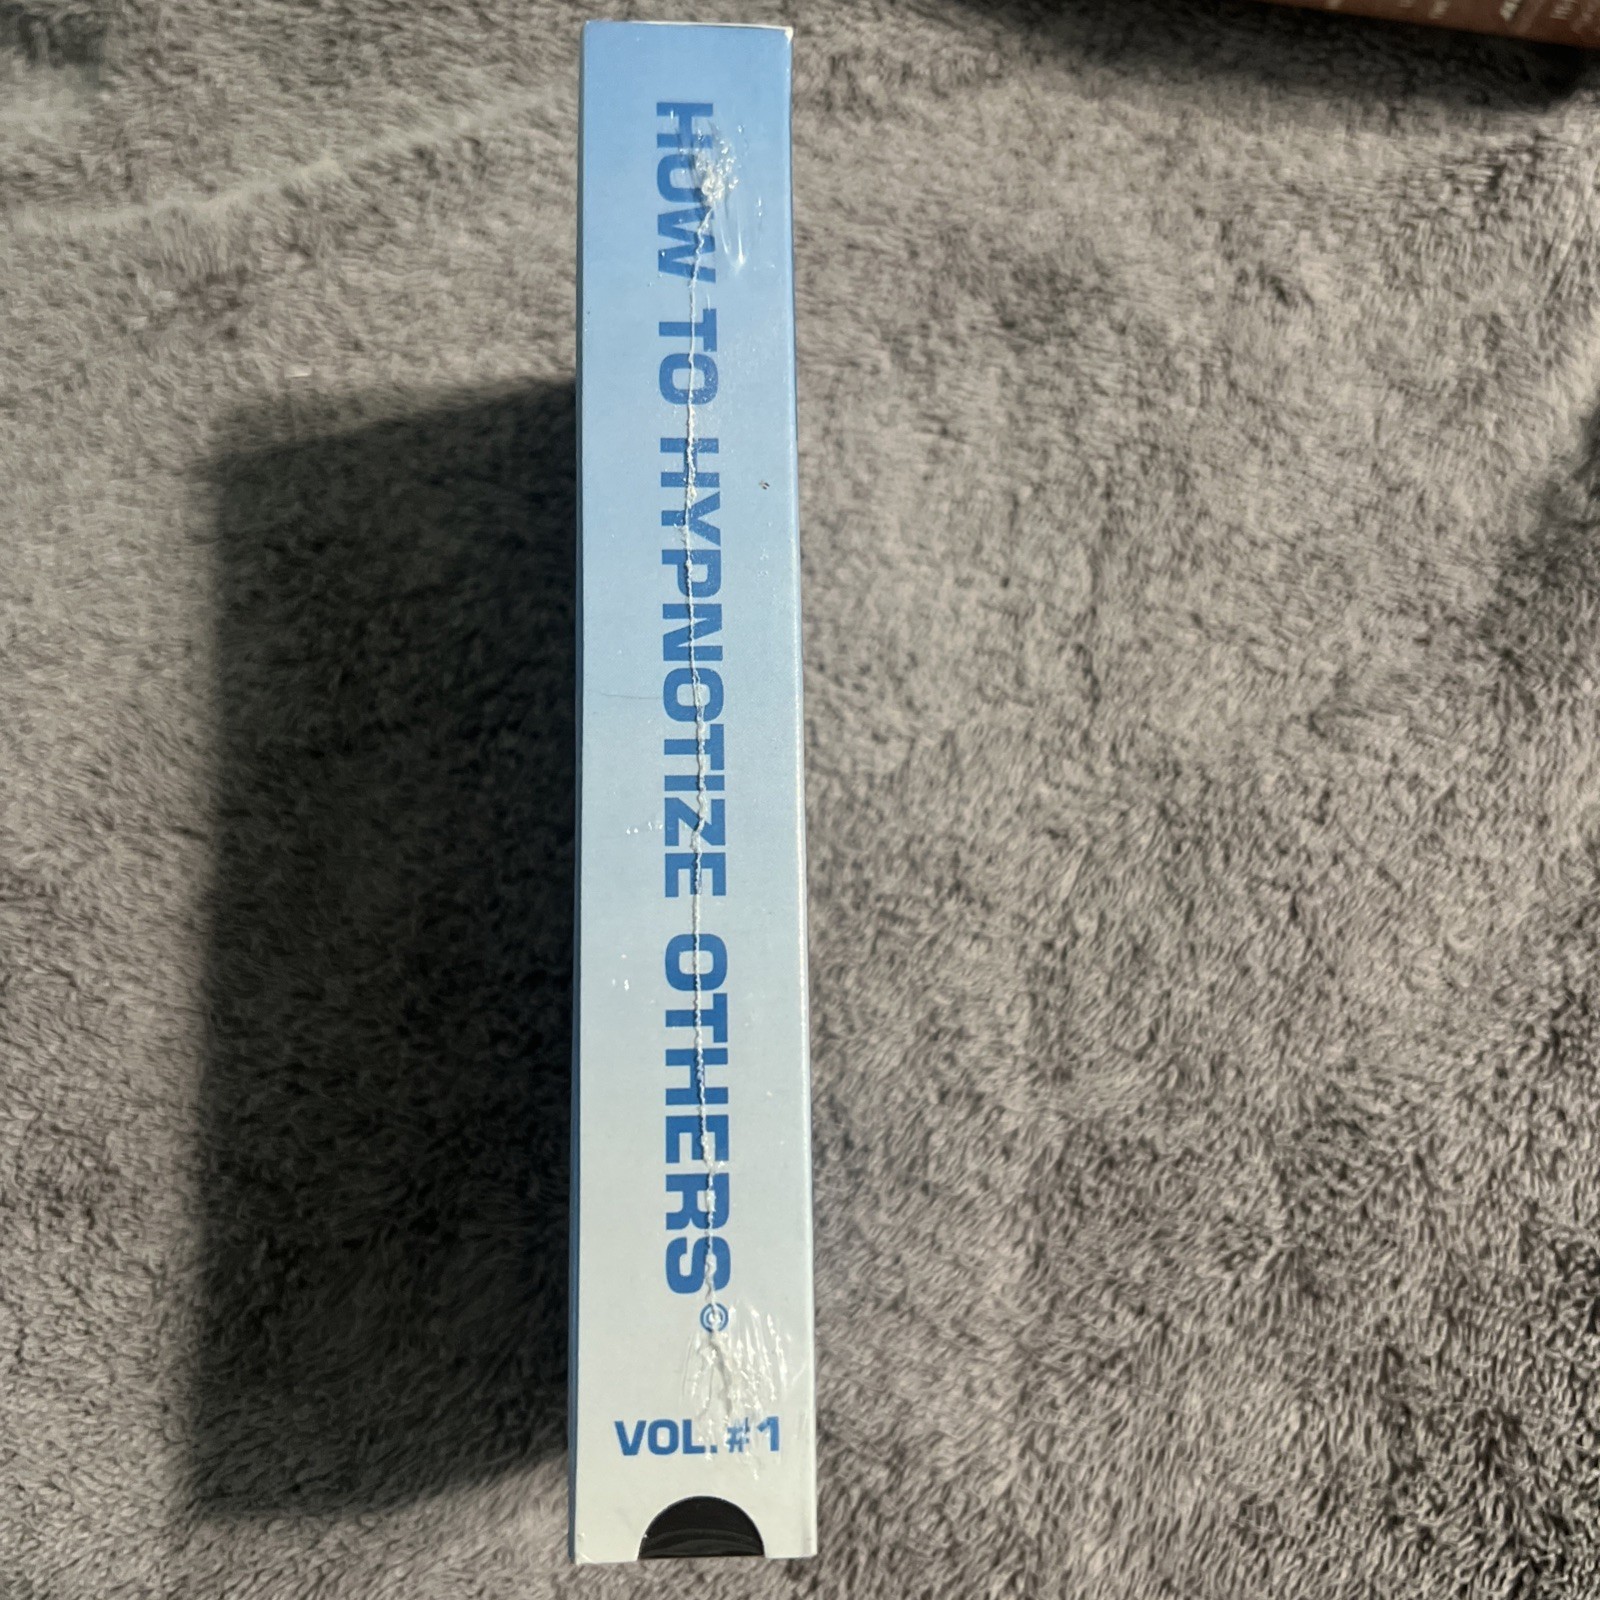 HOW TO HYPNOTIZE OTHERS©
VOL. #1